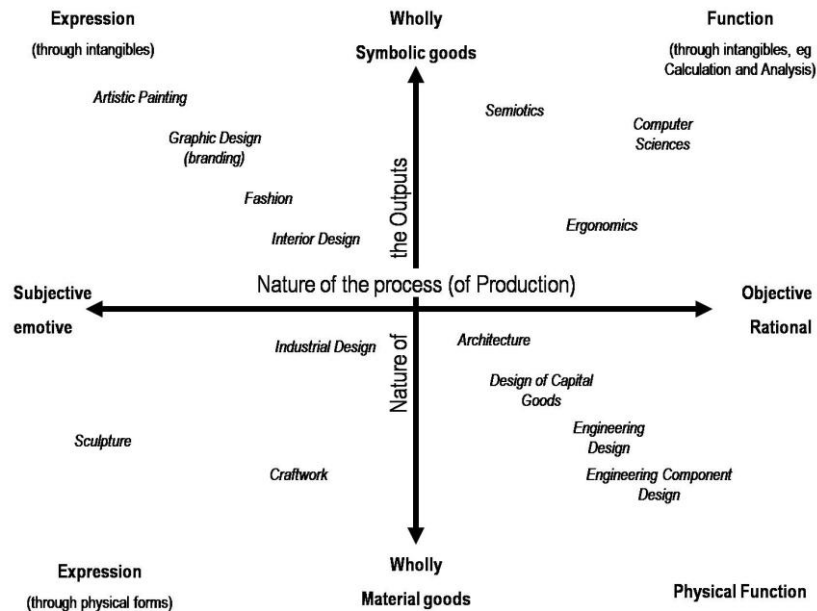 Expression
(through intangibles)
Wholly
Symbolic goods
Function
(through intangibles, eg
Calculation and Analysis)
Artistic Painting
Graphic Design
(branding)
Fashion
Interior Design
Semiotics
Computer
Sciences
Ergonomics
the Outputs
Nature of the process (of Production)
Subjective
emotive
Objective
Rational
Nature of
Industrial Design
Architecture
Design of Capital
Goods
Sculpture
Craftwork
Engineering
Design
Engineering Component
Design
Expression
(through physical forms)
Wholly
Material goods
Physical Function